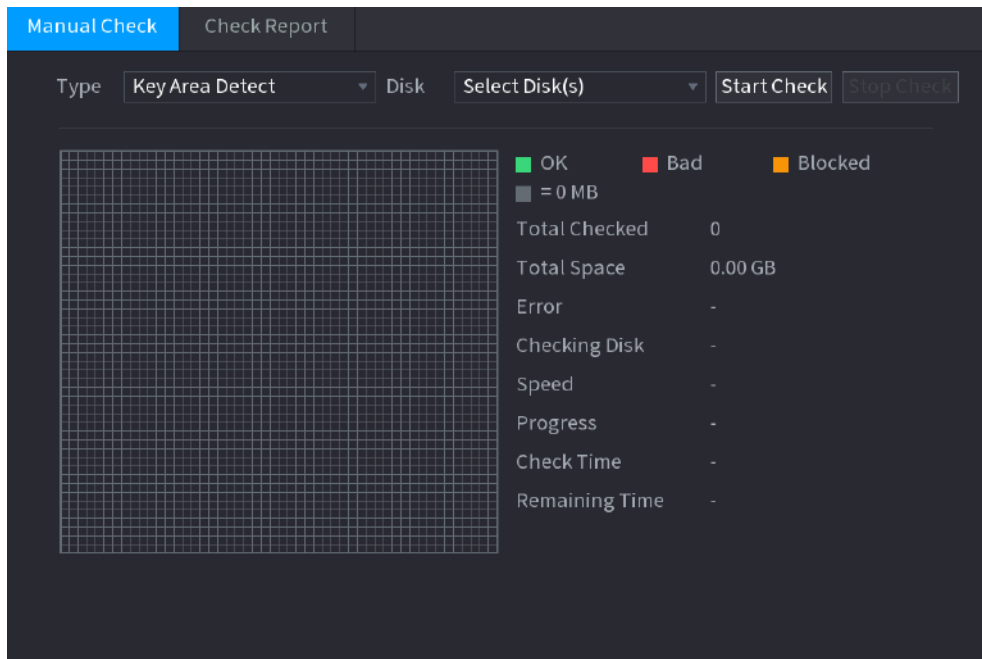 Manual Check Check Report
Type Key Area Detect Disk Select Disk(s) Start Check Stop Check
OK Bad Blocked
= 0 MB
Total Checked 0
Total Space 0.00 GB
Error -
Checking Disk -
Speed -
Progress -
Check Time -
Remaining Time -